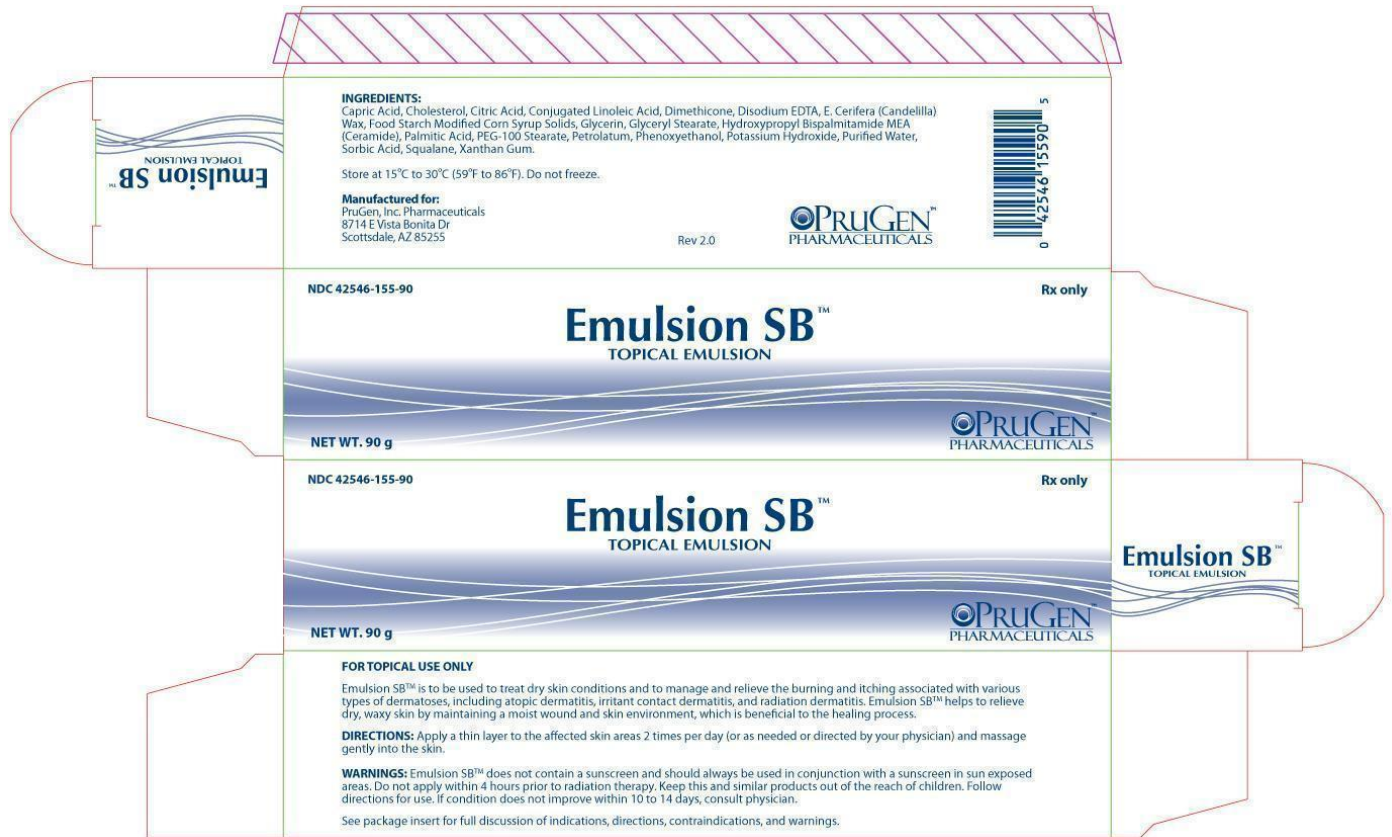 INGREDIENTS:
Capric Acid, Cholesterol, Citric Acid, Conjugated Linoleic Acid, Dimethicone, Disodium EDTA, E. Cerifera (Candelilla)
Wax, Food Starch Modified Corn Syrup Solids, Glycerin, Glyceryl Stearate, Hydroxypropyl Bispalmitamide MEA
(Ceramide), Palmitic Acid, PEG-100 Stearate, Petrolatum, Phenoxyethanol, Potassium Hydroxide, Purified Water,
Sorbic Acid, Squalane, Xanthan Gum.
Store at 15°C to 30°C (59°F to 86°F). Do not freeze.
Manufactured for:
PruGen, Inc. Pharmaceuticals
8714 E Vista Bonita Dr
Scottsdale, AZ 85255
Rev 2.0
PRUGEN™
PHARMACEUTICALS
0 42546 15590 5
Emulsion SB™
TOPICAL EMULSION
NDC 42546-155-90
Rx only
Emulsion SB™
TOPICAL EMULSION
NET WT. 90 g
PRUGEN™
PHARMACEUTICALS
NDC 42546-155-90
Rx only
Emulsion SB™
TOPICAL EMULSION
NET WT. 90 g
PRUGEN™
PHARMACEUTICALS
Emulsion SB™
TOPICAL EMULSION
FOR TOPICAL USE ONLY
Emulsion SB™ is to be used to treat dry skin conditions and to manage and relieve the burning and itching associated with various
types of dermatoses, including atopic dermatitis, irritant contact dermatitis, and radiation dermatitis. Emulsion SB™ helps to relieve
dry, waxy skin by maintaining a moist wound and skin environment, which is beneficial to the healing process.
DIRECTIONS: Apply a thin layer to the affected skin areas 2 times per day (or as needed or directed by your physician) and massage
gently into the skin.
WARNINGS: Emulsion SB™ does not contain a sunscreen and should always be used in conjunction with a sunscreen in sun exposed
areas. Do not apply within 4 hours prior to radiation therapy. Keep this and similar products out of the reach of children. Follow
directions for use. If condition does not improve within 10 to 14 days, consult physician.
See package insert for full discussion of indications, directions, contraindications, and warnings.